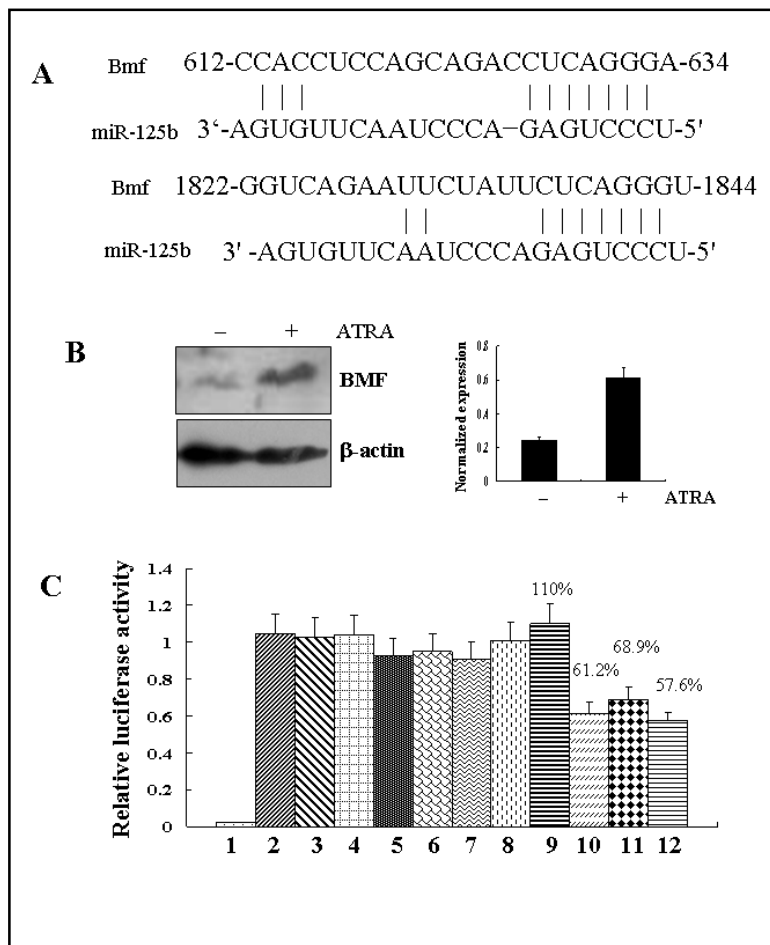 A
Bmf 612-CCACCUCCAGCAGACCUCAGGGA-634
miR-125b 3‘-AGUGUUCAAUCCCA–GAGUCCCU-5'
Bmf 1822-GGUCAGAAUUCUAUUCUCAGGGU-1844
miR-125b 3' -AGUGUUCAAUCCCAGAGUCCCU-5'
B
– + ATRA
BMF
β-actin
Normalized expression
0.8
0.6
0.4
0.2
0
– + ATRA
C
Relative luciferase activity
1.4
1.2
1
0.8
0.6
0.4
0.2
0
110%
61.2%
68.9%
57.6%
1 2 3 4 5 6 7 8 9 10 11 12